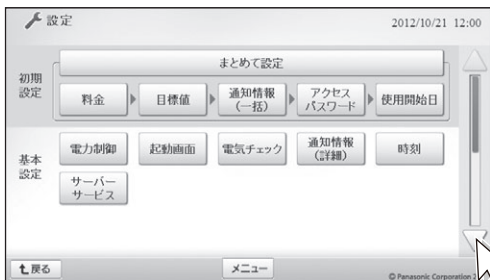 設定 2012/10/21 12:00
まとめて設定
初期
設定
料金 目標値 通知情報
(一括) アクセス
パスワード 使用開始日
基本
設定
電力制御 起動画面 電気チェック 通知情報
(詳細) 時刻
サーバー
サービス
戻る メニュー
© Panasonic Corporation